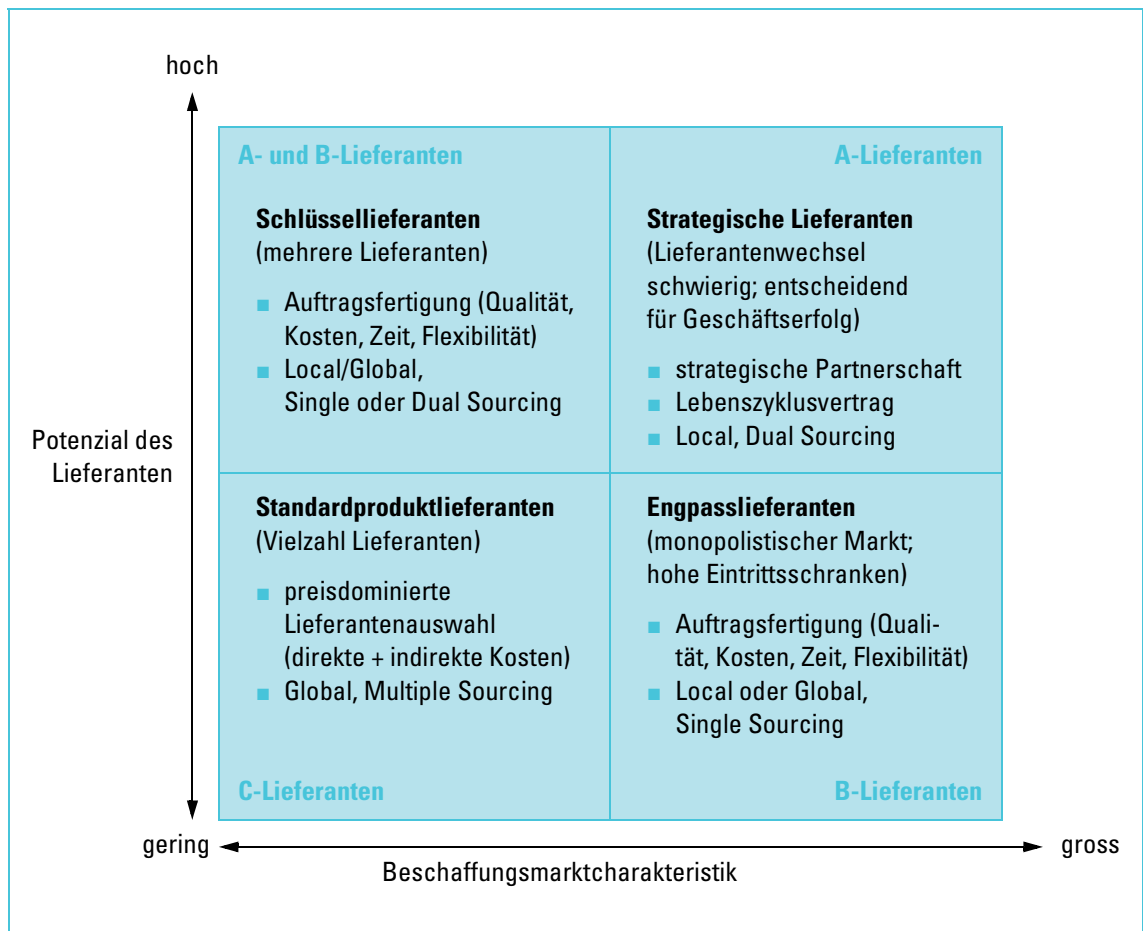 hoch
A- und B-Lieferanten
Schlüssellieferanten
(mehrere Lieferanten)
■ Auftragsfertigung (Qualität,
Kosten, Zeit, Flexibilität)
■ Local/Global,
Single oder Dual Sourcing
A-Lieferanten
Strategische Lieferanten
(Lieferantenwechsel
schwierig; entscheidend
für Geschäftserfolg)
■ strategische Partnerschaft
■ Lebenszyklusvertrag
■ Local, Dual Sourcing
Potenzial des
Lieferanten
Standardproduktlieferanten
(Vielzahl Lieferanten)
■ preisdominierte
Lieferantenauswahl
(direkte + indirekte Kosten)
■ Global, Multiple Sourcing
C-Lieferanten
Engpasslieferanten
(monopolistischer Markt;
hohe Eintrittsschranken)
■ Auftragsfertigung (Quali-
tät, Kosten, Zeit, Flexibilität)
■ Local oder Global,
Single Sourcing
B-Lieferanten
gering
gross
Beschaffungsmarktcharakteristik